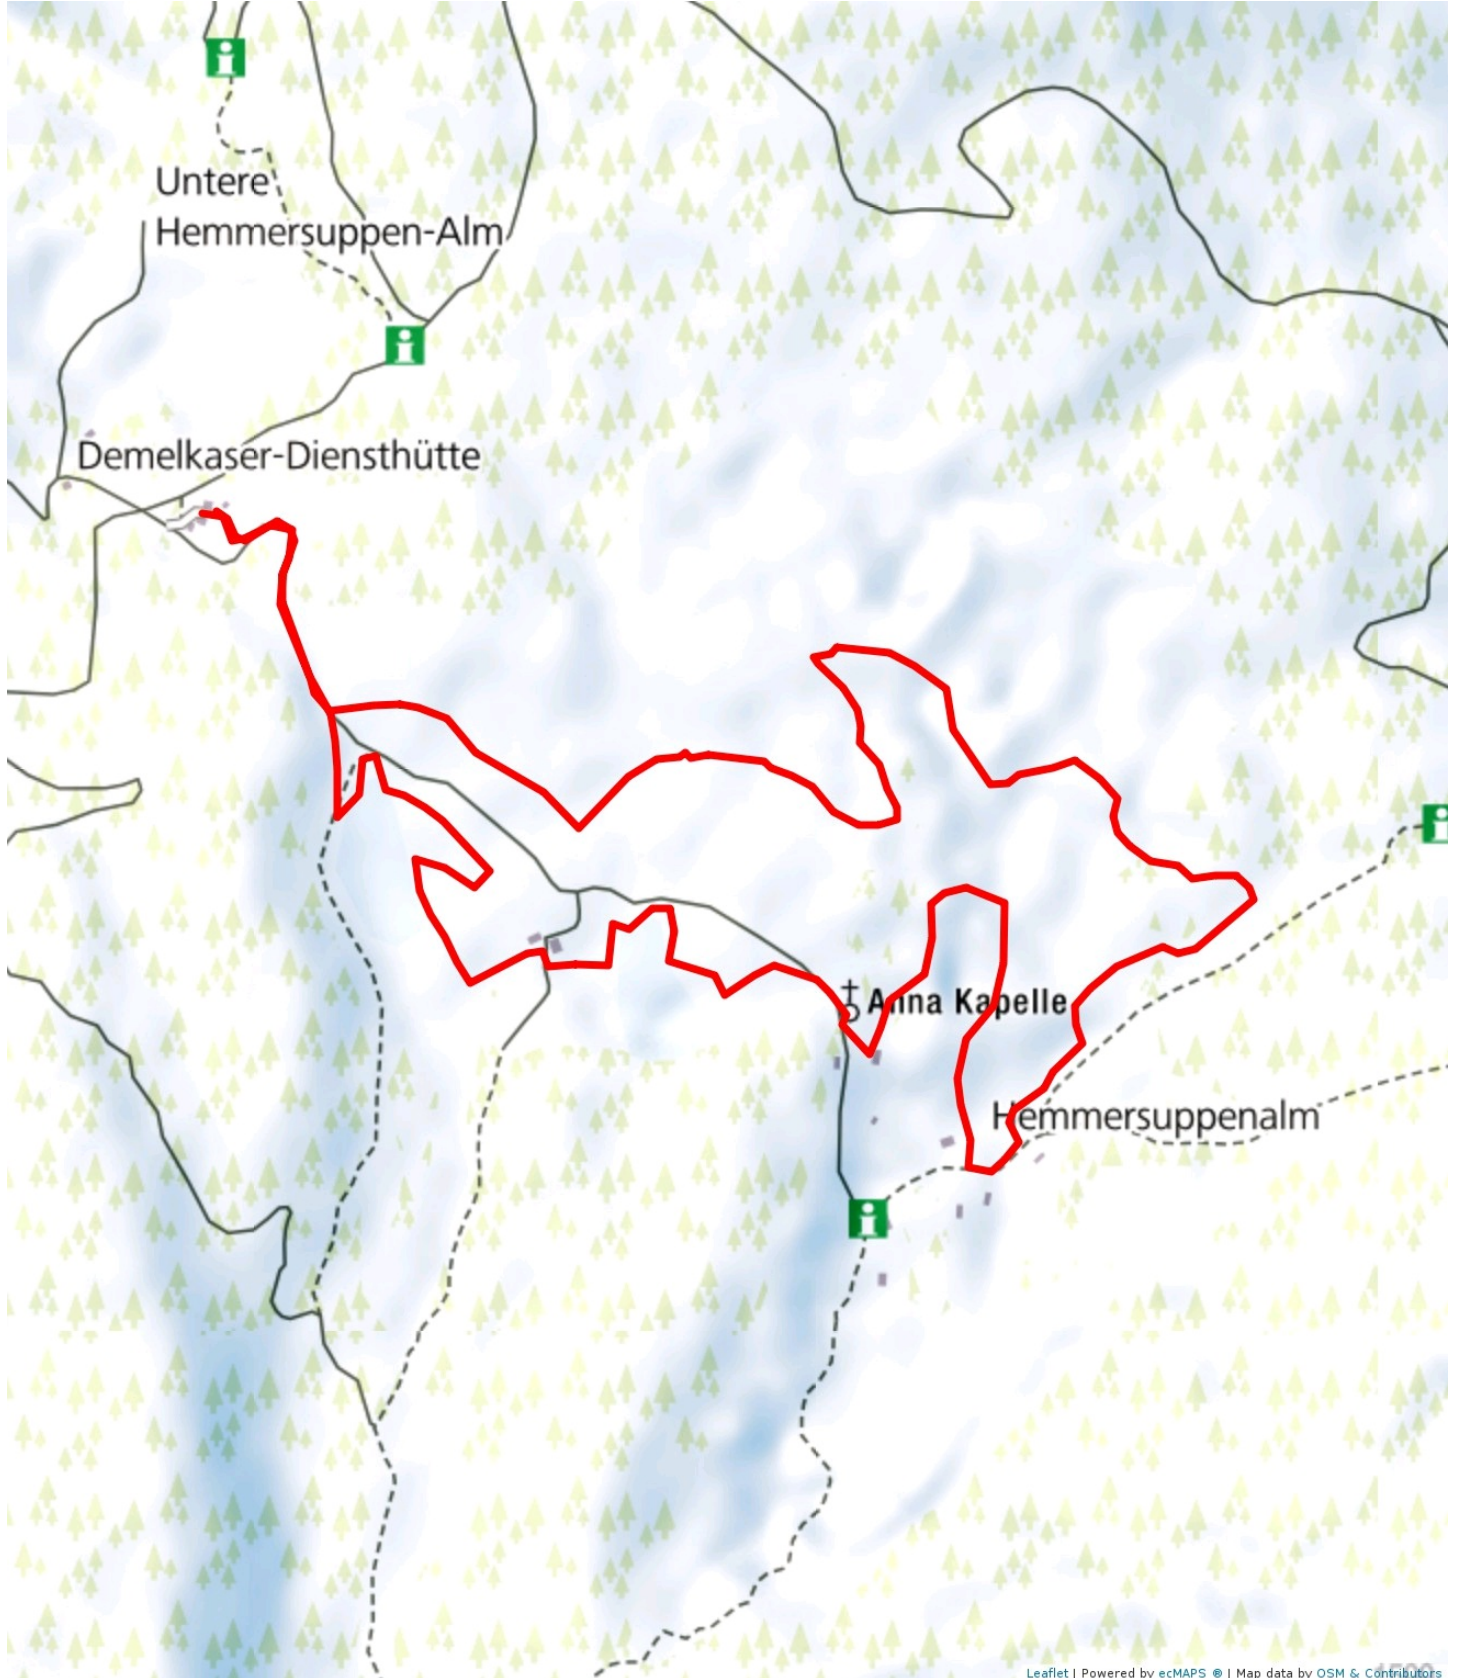 Untere
Hemmersuppen-Alm
Demelkaser-Diensthütte
Anna Kapelle
Hemmersuppenalm
Leaflet | Powered by ecMAPS ® | Map data by OSM & Contributors